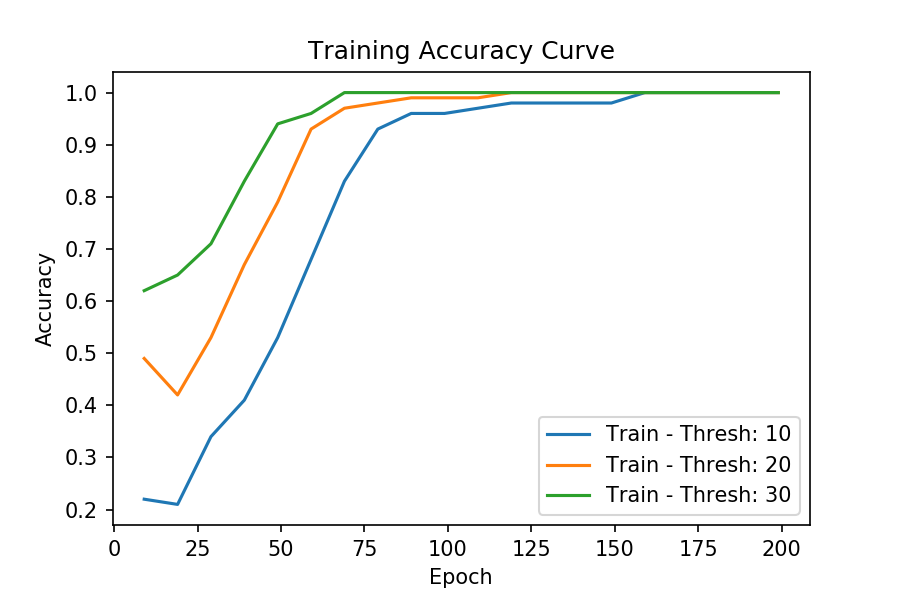 Training Accuracy Curve
Accuracy
1.0
0.9
0.8
0.7
0.6
0.5
0.4
0.3
0.2
Train - Thresh: 10
Train - Thresh: 20
Train - Thresh: 30
0 25 50 75 100 125 150 175 200
Epoch